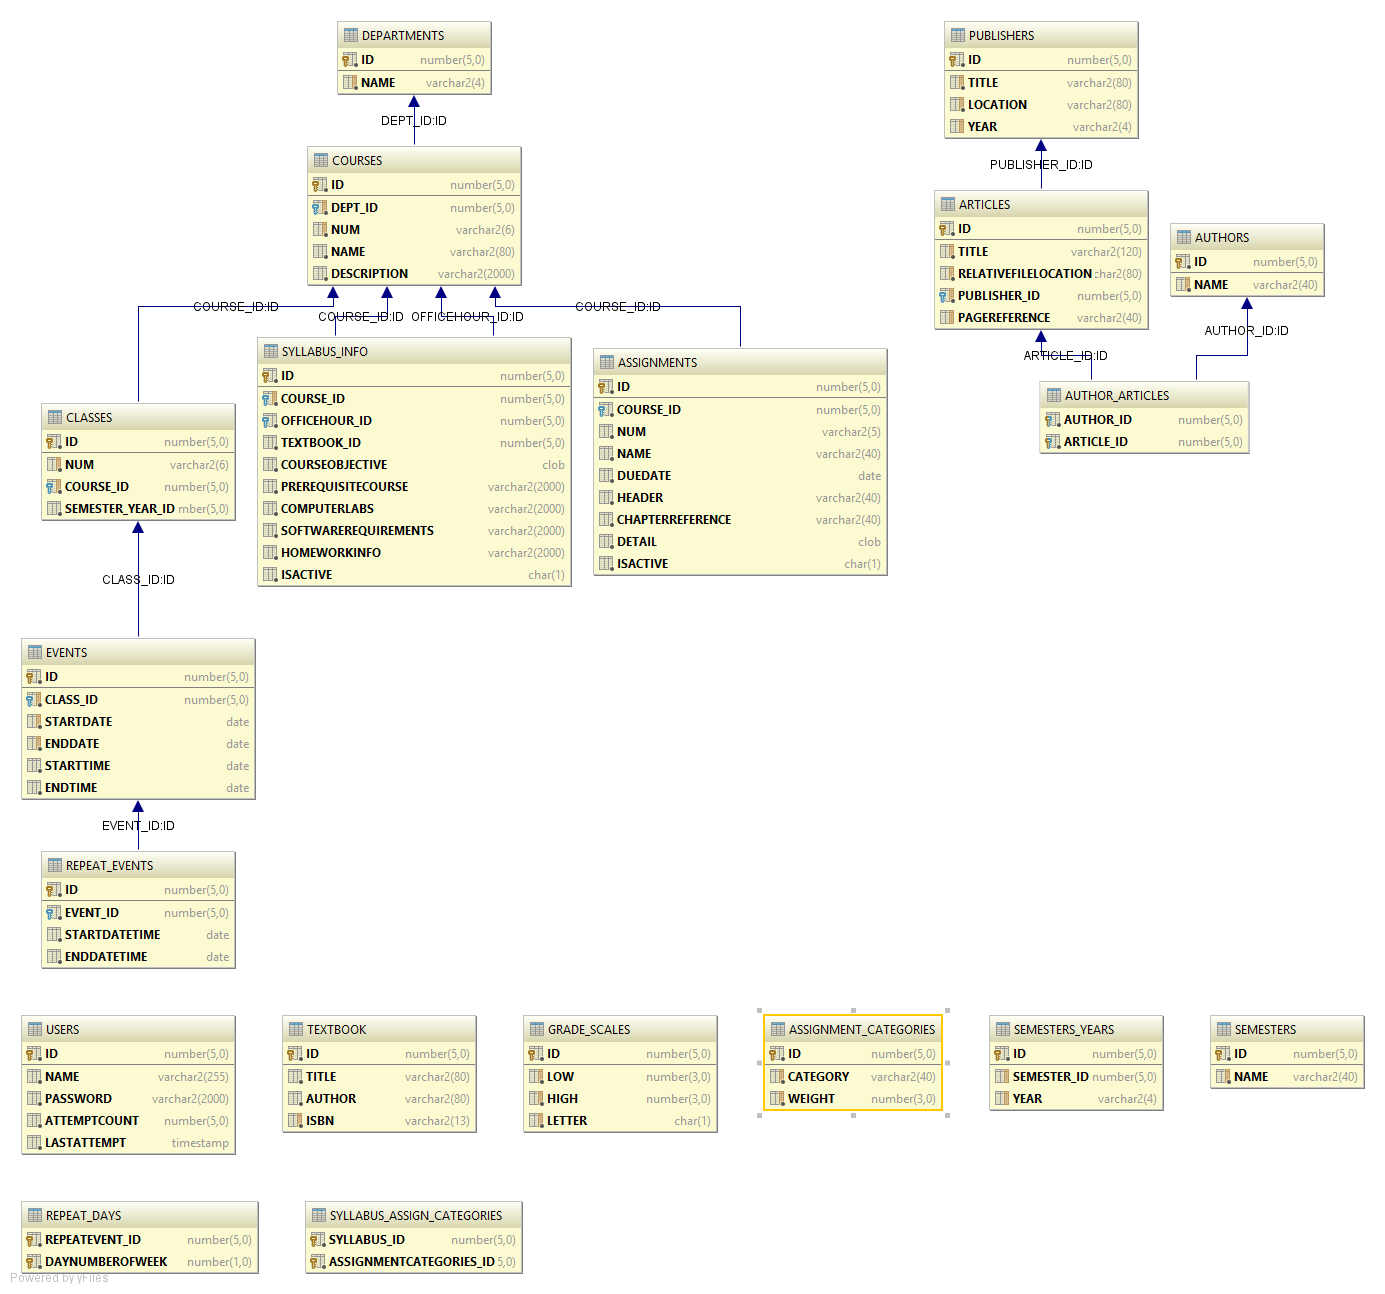 DEPARTMENTS
ID number(5,0)
NAME varchar2(4)
DEPT_ID:ID
COURSES
ID number(5,0)
DEPT_ID number(5,0)
NUM varchar2(6)
NAME varchar2(80)
DESCRIPTION varchar2(2000)
PUBLISHERS
ID number(5,0)
TITLE varchar2(80)
LOCATION varchar2(80)
YEAR varchar2(4)
PUBLISHER_ID:ID
ARTICLES
ID number(5,0)
TITLE varchar2(120)
RELATIVEFILELOCATION char2(80)
PUBLISHER_ID number(5,0)
PAGEREFERENCE varchar2(40)
AUTHORS
ID number(5,0)
NAME varchar2(40)
AUTHOR_ID:ID
ARTICLE_ID:ID
AUTHOR_ARTICLES
AUTHOR_ID number(5,0)
ARTICLE_ID number(5,0)
COURSE_ID:ID
COURSE_ID:ID
OFFICEHOUR_ID:ID
COURSE_ID:ID
SYLLABUS_INFO
ID number(5,0)
COURSE_ID number(5,0)
OFFICEHOUR_ID number(5,0)
TEXTBOOK_ID number(5,0)
COURSEOBJECTIVE clob
PREREQUISITECOURSE varchar2(2000)
COMPUTERLABS varchar2(2000)
SOFTWAREREQUIREMENTS varchar2(2000)
HOMEWORKINFO varchar2(2000)
ISACTIVE char(1)
ASSIGNMENTS
ID number(5,0)
COURSE_ID number(5,0)
NUM varchar2(5)
NAME varchar2(40)
DUEDATE date
HEADER varchar2(40)
CHAPTERREFERENCE varchar2(40)
DETAIL clob
ISACTIVE char(1)
CLASSES
ID number(5,0)
NUM varchar2(6)
COURSE_ID number(5,0)
SEMESTER_YEAR_ID mber(5,0)
CLASS_ID:ID
EVENTS
ID number(5,0)
CLASS_ID number(5,0)
STARTDATE date
ENDDATE date
STARTTIME date
ENDTIME date
EVENT_ID:ID
REPEAT_EVENTS
ID number(5,0)
EVENT_ID number(5,0)
STARTDATETIME date
ENDDATETIME date
USERS
ID number(5,0)
NAME varchar2(255)
PASSWORD varchar2(2000)
ATTEMPTCOUNT number(5,0)
LASTATTEMPT timestamp
TEXTBOOK
ID number(5,0)
TITLE varchar2(80)
AUTHOR varchar2(80)
ISBN varchar2(13)
GRADE_SCALES
ID number(5,0)
LOW number(3,0)
HIGH number(3,0)
LETTER char(1)
ASSIGNMENT_CATEGORIES
ID number(5,0)
CATEGORY varchar2(40)
WEIGHT number(3,0)
SEMESTERS_YEARS
ID number(5,0)
SEMESTER_ID number(5,0)
YEAR varchar2(4)
SEMESTERS
ID number(5,0)
NAME varchar2(40)
REPEAT_DAYS
REPEATEVENT_ID number(5,0)
DAYNUMBEROFWEEK number(1,0)
SYLLABUS_ASSIGN_CATEGORIES
SYLLABUS_ID number(5,0)
ASSIGNMENTCATEGORIES_ID 5,0)
Powered by yFiles